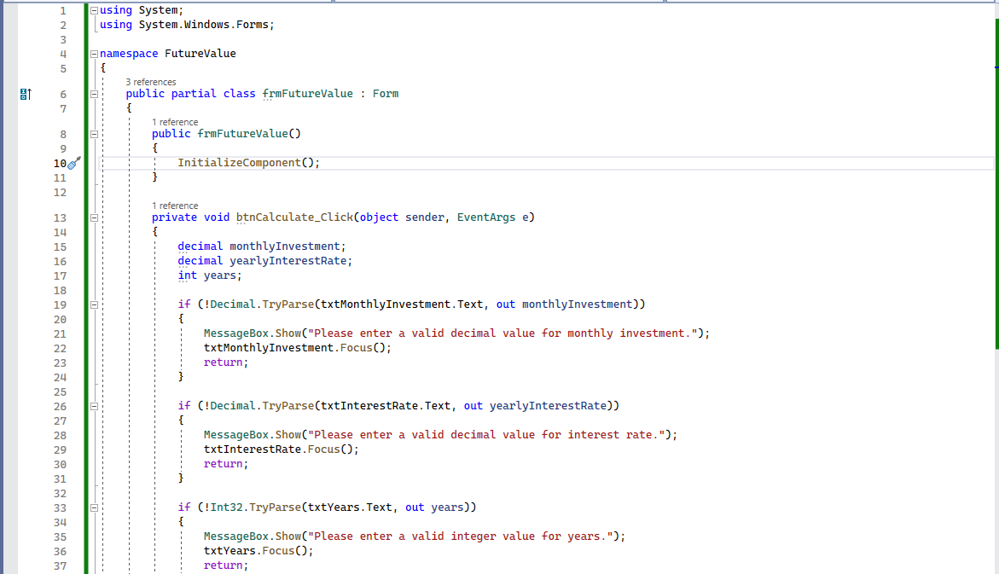 1 using System;
2 using System.Windows.Forms;
3
4 namespace FutureValue
5 {
3 references
6 public partial class frmFutureValue : Form
7 {
1 reference
8 public frmFutureValue()
9 {
10 InitializeComponent();
11 }
12
1 reference
13 private void btnCalculate_Click(object sender, EventArgs e)
14 {
15 decimal monthlyInvestment;
16 decimal yearlyInterestRate;
17 int years;
18
19 if (!Decimal.TryParse(txtMonthlyInvestment.Text, out monthlyInvestment))
20 {
21 MessageBox.Show("Please enter a valid decimal value for monthly investment.");
22 txtMonthlyInvestment.Focus();
23 return;
24 }
25
26 if (!Decimal.TryParse(txtInterestRate.Text, out yearlyInterestRate))
27 {
28 MessageBox.Show("Please enter a valid decimal value for interest rate.");
29 txtInterestRate.Focus();
30 return;
31 }
32
33 if (!Int32.TryParse(txtYears.Text, out years))
34 {
35 MessageBox.Show("Please enter a valid integer value for years.");
36 txtYears.Focus();
37 return;